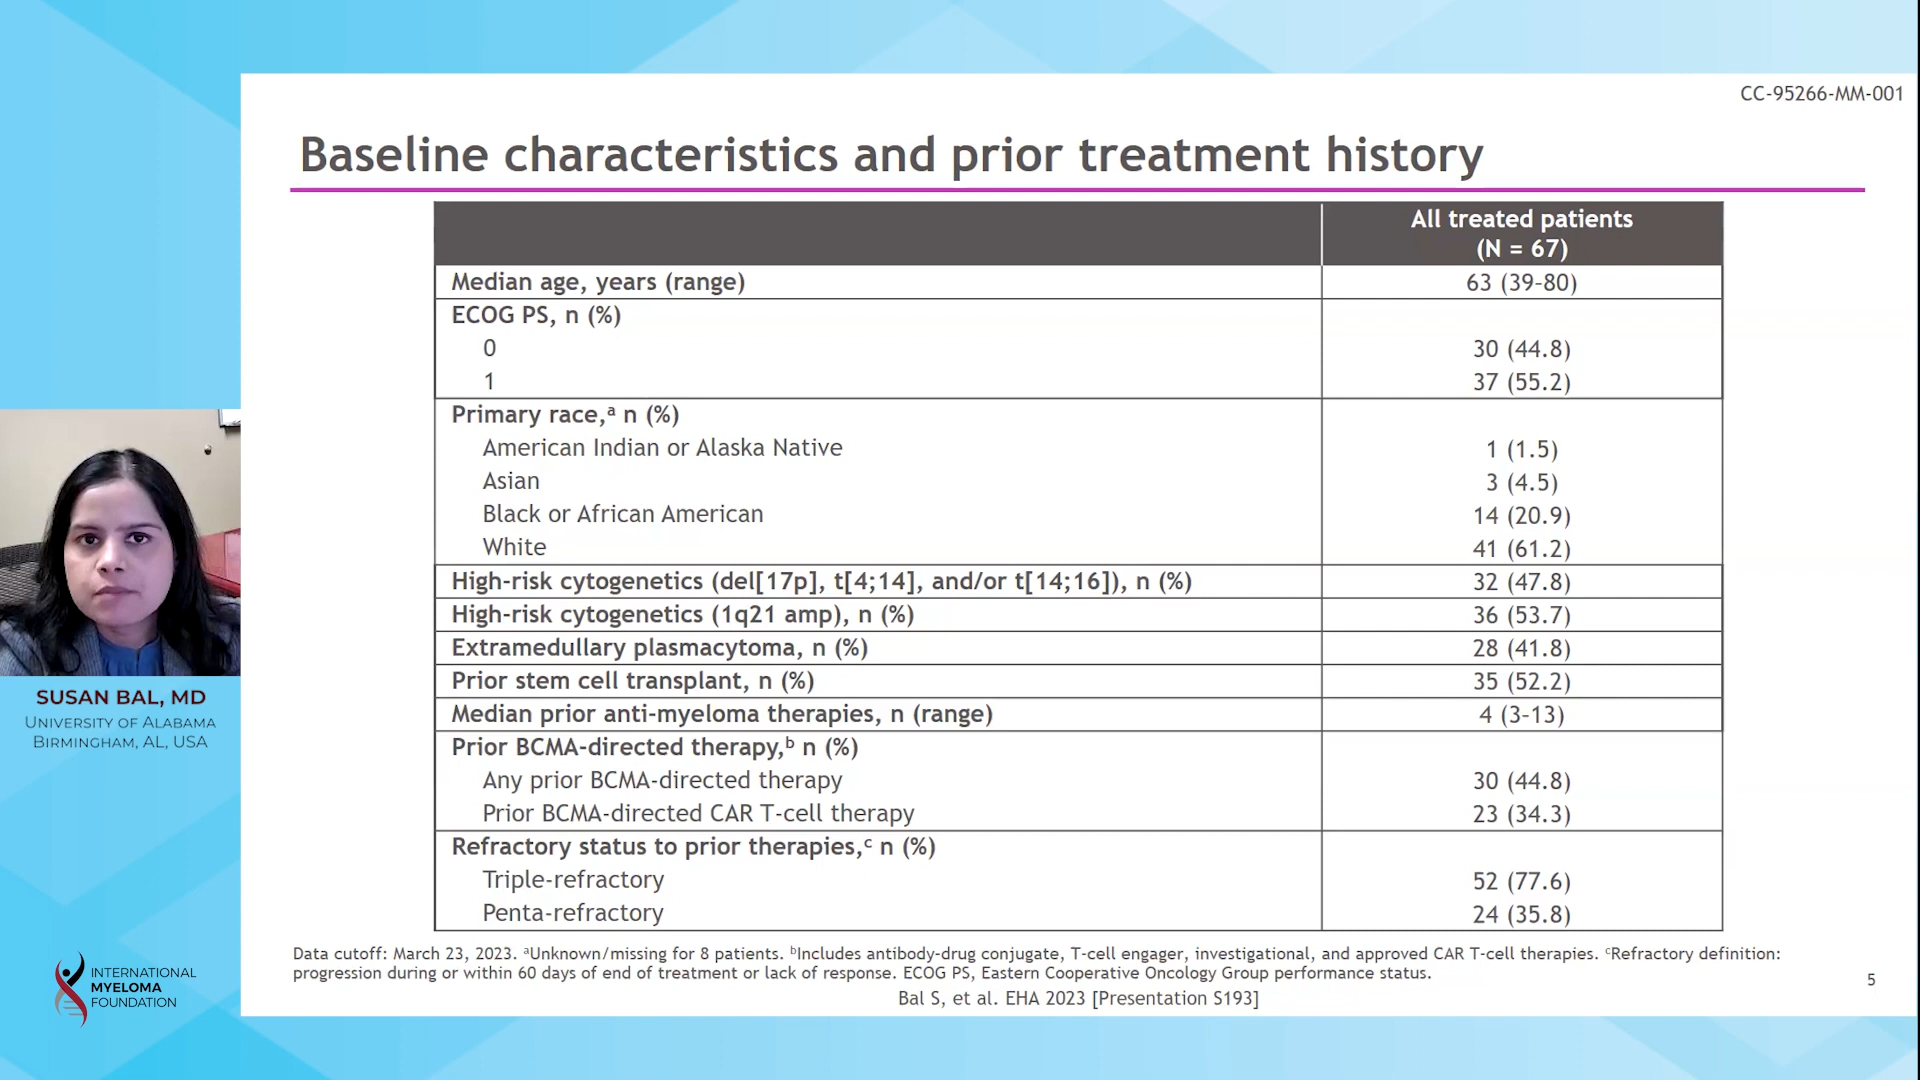 CC-95266-MM-001
Baseline characteristics and prior treatment history
All treated patients
(N = 67)
Median age, years (range) 63 (39–80)
ECOG PS, n (%)
0 30 (44.8)
1 37 (55.2)
Primary race,ᵃ n (%)
American Indian or Alaska Native 1 (1.5)
Asian 3 (4.5)
Black or African American 14 (20.9)
White 41 (61.2)
High-risk cytogenetics (del[17p], t[4;14], and/or t[14;16]), n (%) 32 (47.8)
High-risk cytogenetics (1q21 amp), n (%) 36 (53.7)
Extramedullary plasmacytoma, n (%) 28 (41.8)
Prior stem cell transplant, n (%) 35 (52.2)
Median prior anti-myeloma therapies, n (range) 4 (3–13)
Prior BCMA-directed therapy,ᵇ n (%)
Any prior BCMA-directed therapy 30 (44.8)
Prior BCMA-directed CAR T-cell therapy 23 (34.3)
Refractory status to prior therapies,ᶜ n (%)
Triple-refractory 52 (77.6)
Penta-refractory 24 (35.8)
Data cutoff: March 23, 2023. ᵃUnknown/missing for 8 patients. ᵇIncludes antibody-drug conjugate, T-cell engager, investigational, and approved CAR T-cell therapies. ᶜRefractory definition:
progression during or within 60 days of end of treatment or lack of response. ECOG PS, Eastern Cooperative Oncology Group performance status.
Bal S, et al. EHA 2023 [Presentation S193]
5
SUSAN BAL, MD
UNIVERSITY OF ALABAMA
BIRMINGHAM, AL, USA
INTERNATIONAL
MYELOMA
FOUNDATION